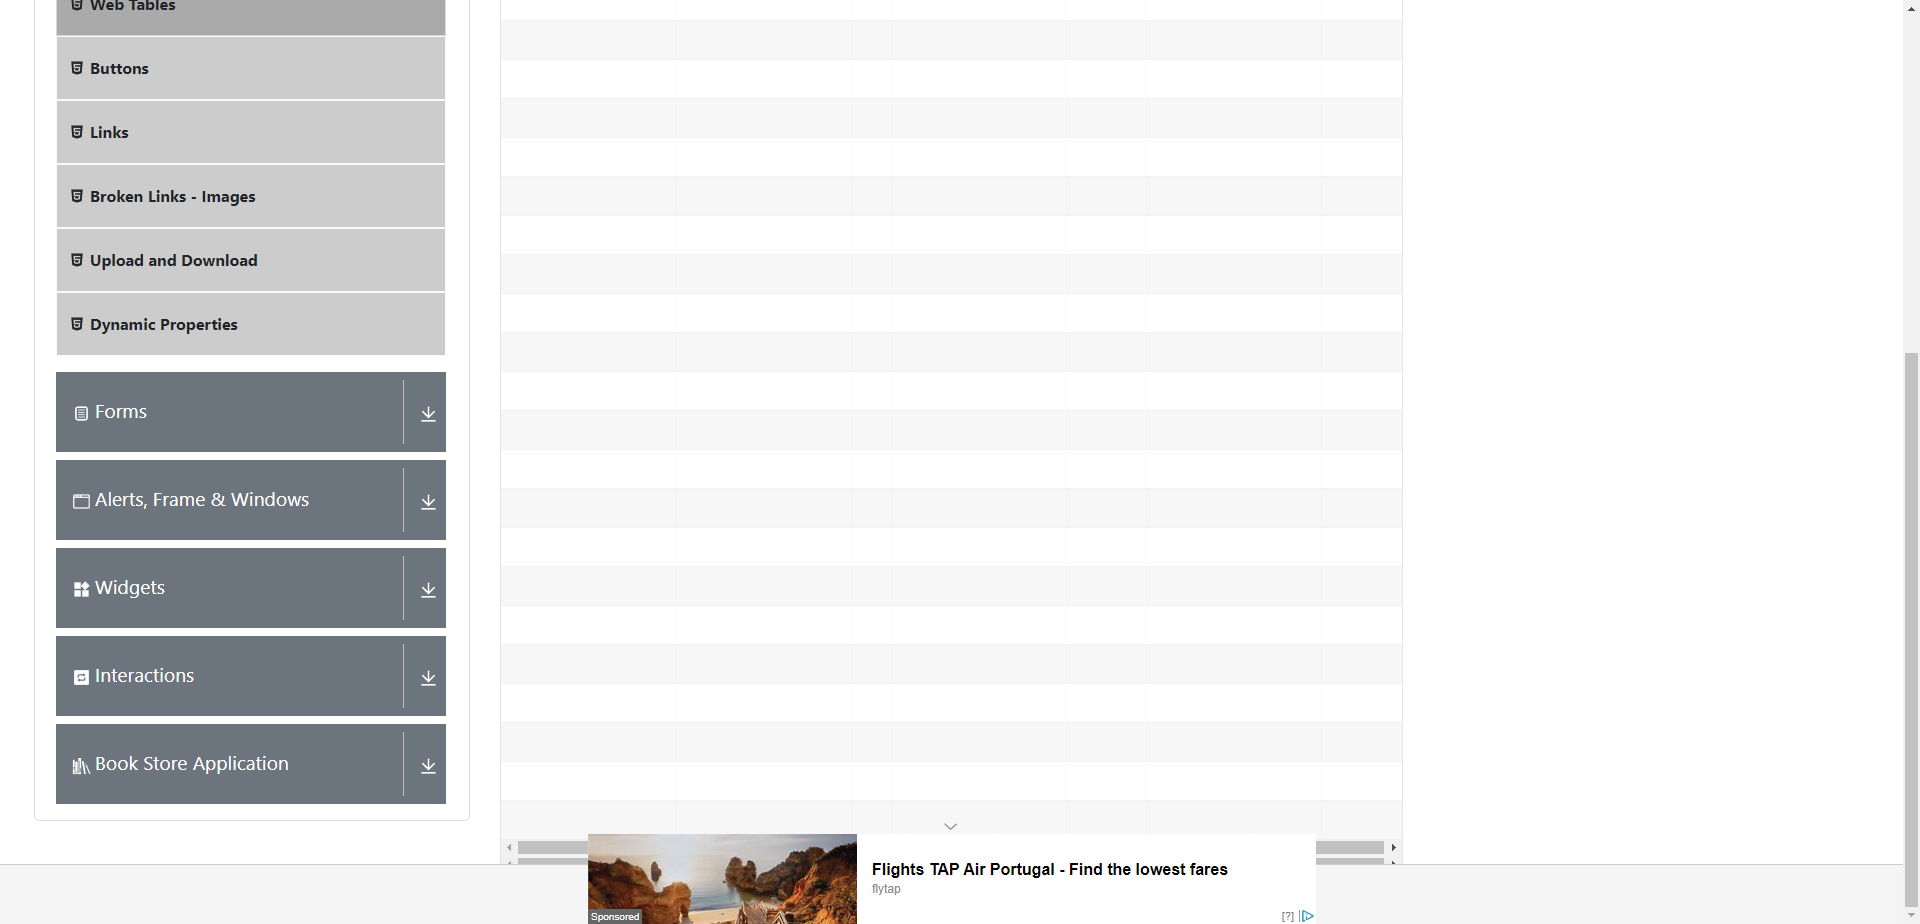 Web Tables
Buttons
Links
Broken Links - Images
Upload and Download
Dynamic Properties
Forms
Alerts, Frame & Windows
Widgets
Interactions
Book Store Application
Flights TAP Air Portugal - Find the lowest fares
flytap
Sponsored
[?]